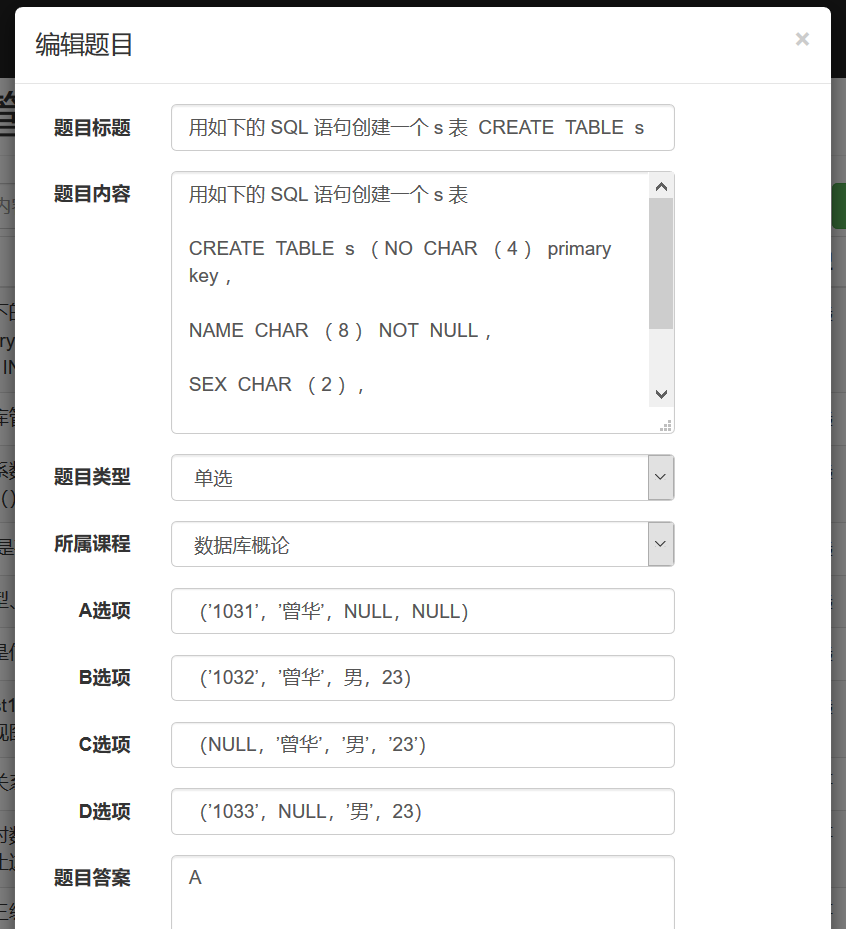 编辑题目 ×
题目标题 用如下的 SQL 语句创建一个 s 表 CREATE TABLE s
题目内容 用如下的 SQL 语句创建一个 s 表
CREATE TABLE s （ NO CHAR （ 4 ） primary
key ，
NAME CHAR （ 8 ） NOT NULL ，
SEX CHAR （ 2 ） ，
题目类型 单选
所属课程 数据库概论
A选项 （’1031’，’曾华’，NULL，NULL）
B选项 （’1032’，’曾华’，男，23）
C选项 （NULL，’曾华’，’男’，’23’）
D选项 （’1033’，NULL，’男’，23）
题目答案 A